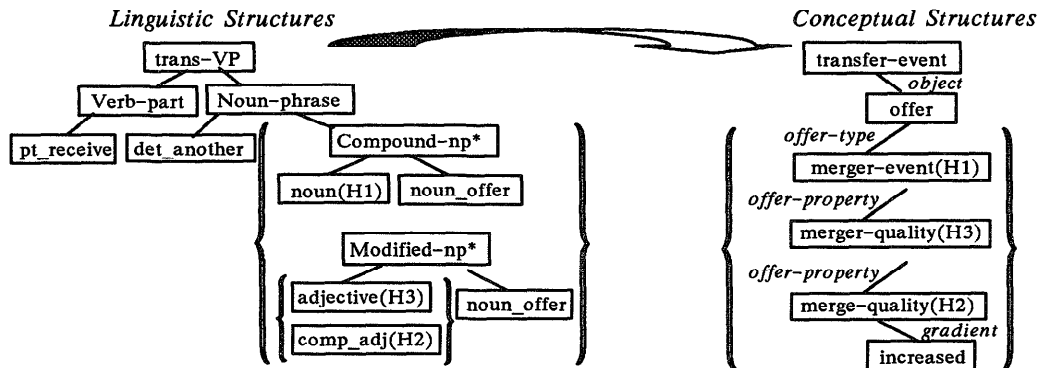 Linguistic Structures
Conceptual Structures
trans-VP
Verb-part
Noun-phrase
pt_receive
det_another
Compound-np*
noun(H1)
noun_offer
Modified-np*
adjective(H3)
comp_adj(H2)
noun_offer
transfer-event
object
offer
offer-type
merger-event(H1)
offer-property
merger-quality(H3)
offer-property
merge-quality(H2)
gradient
increased